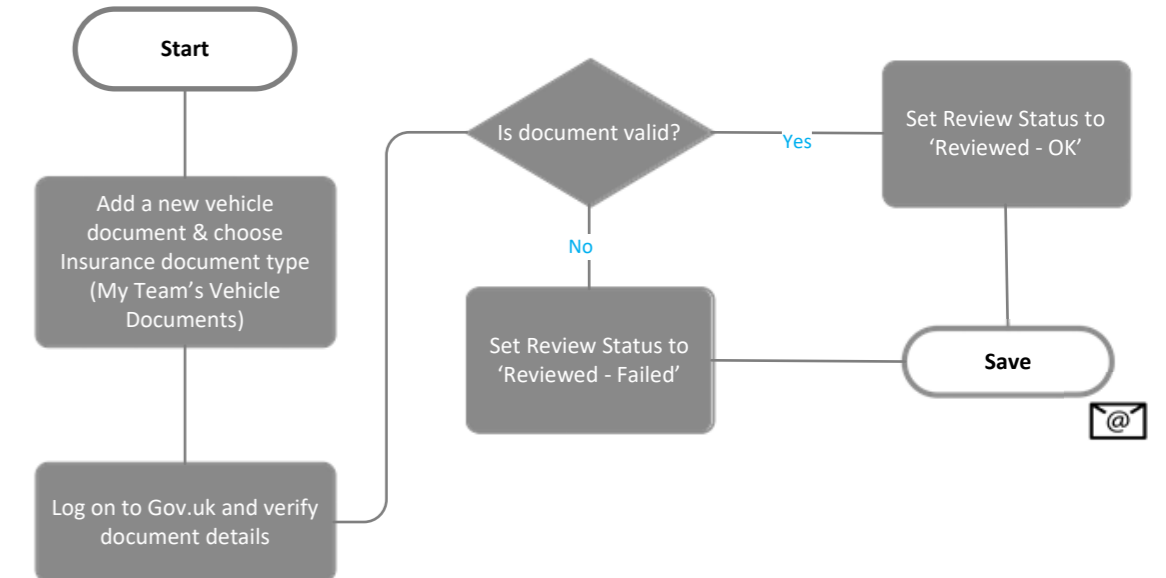 Start
Add a new vehicle
document & choose
Insurance document type
(My Team’s Vehicle
Documents)
Log on to Gov.uk and verify
document details
Is document valid?
Yes
No
Set Review Status to
‘Reviewed - OK’
Set Review Status to
‘Reviewed - Failed’
Save
@